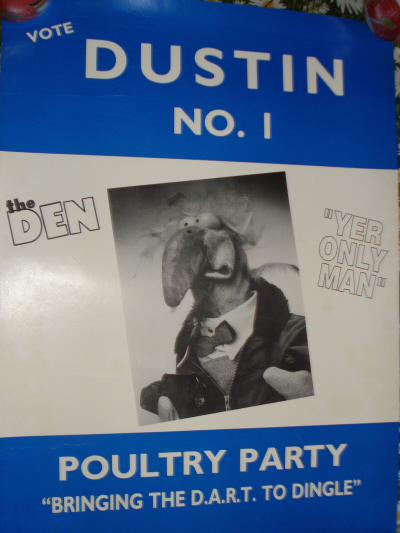 VOTE
DUSTIN
NO. 1
the
DEN
"YER
ONLY
MAN"
POULTRY PARTY
"BRINGING THE D.A.R.T. TO DINGLE"